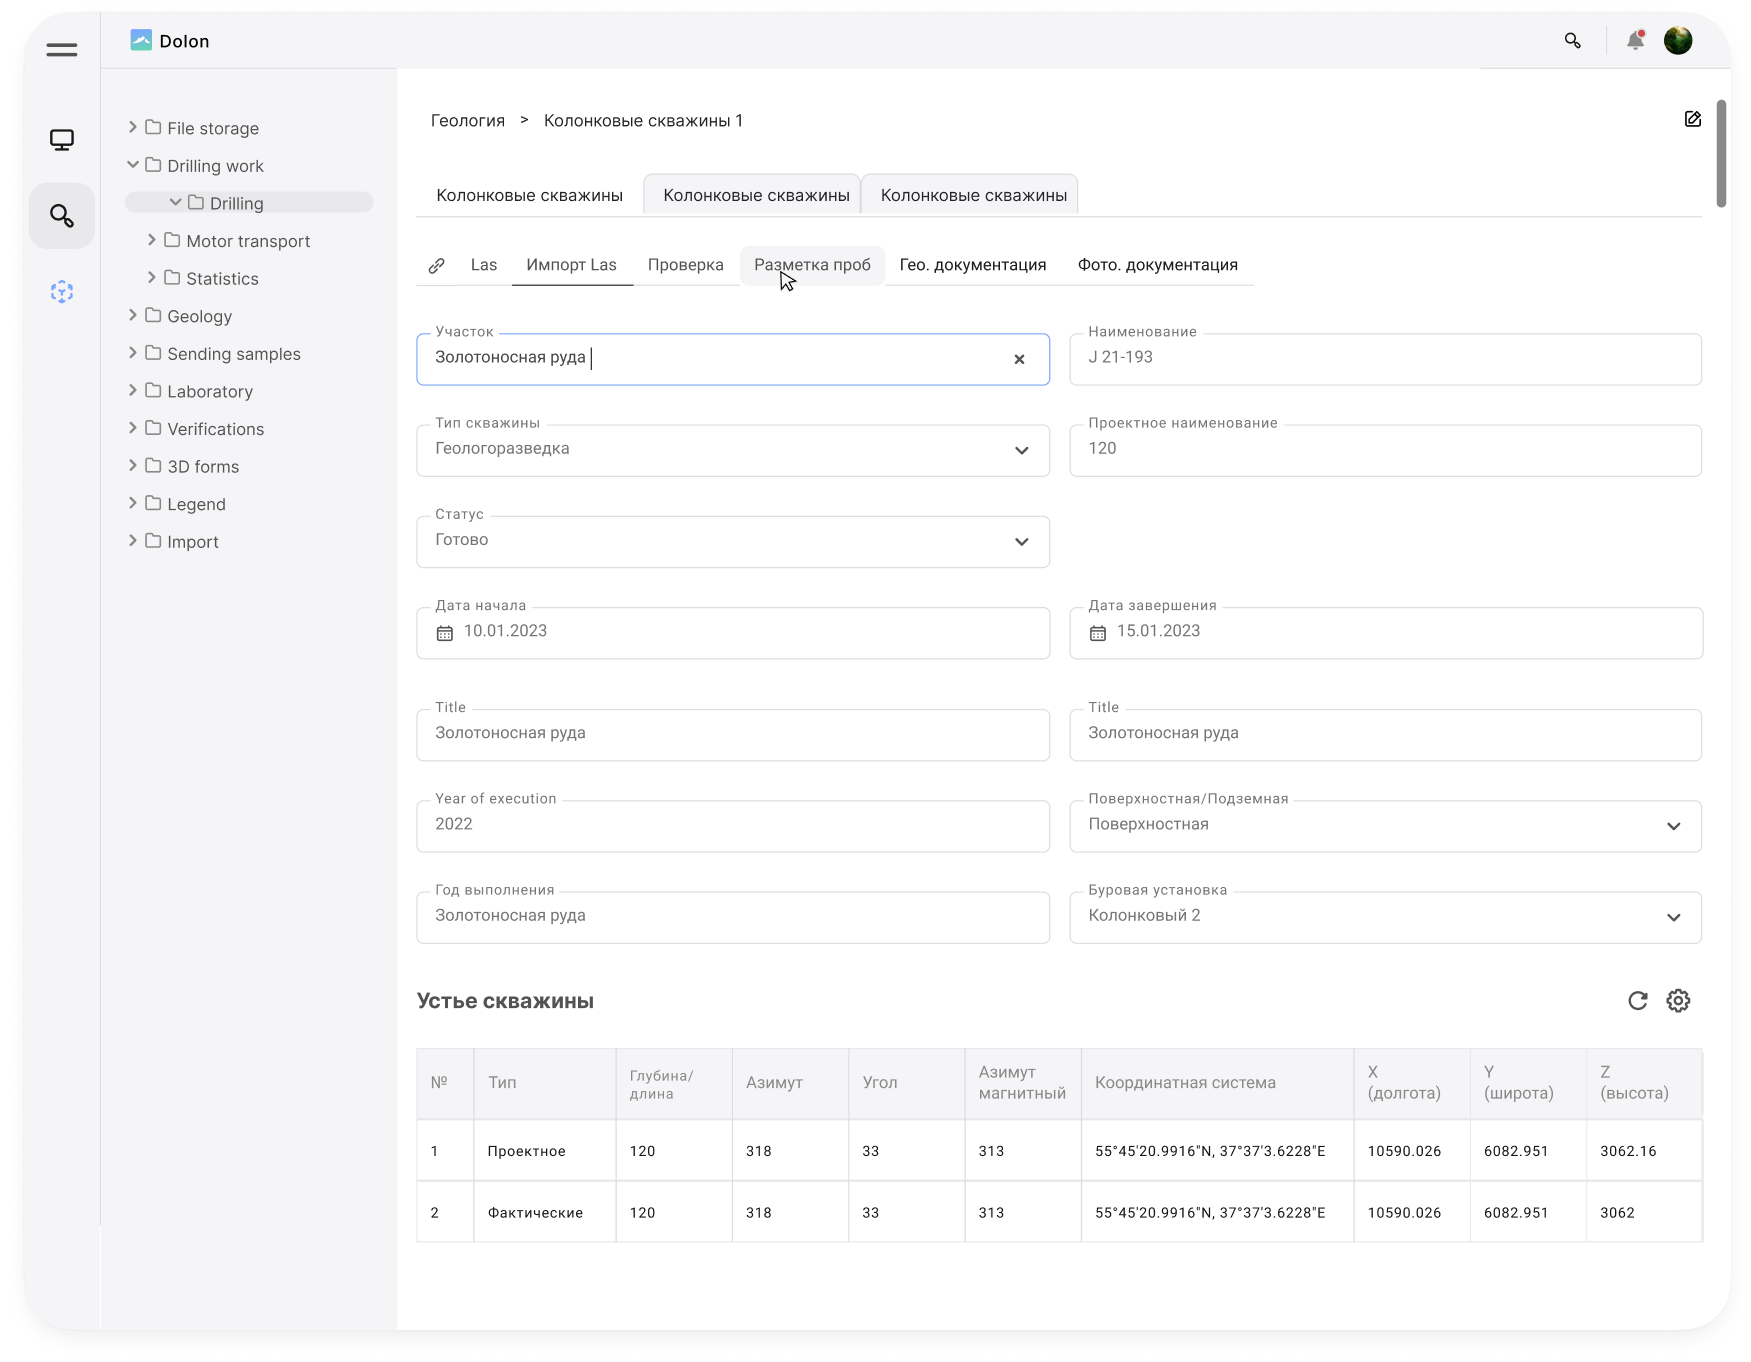 Dolon
File storage
Drilling work
Drilling
Motor transport
Statistics
Geology
Sending samples
Laboratory
Verifications
3D forms
Legend
Import
Геология > Колонковые скважины 1
Колонковые скважины Колонковые скважины Колонковые скважины
Las Импорт Las Проверка Разметка проб Гео. документация Фото. документация
Участок
Золотоносная руда
Наименование
J 21-193
Тип скважины
Геологоразведка
Проектное наименование
120
Статус
Готово
Дата начала
10.01.2023
Дата завершения
15.01.2023
Title
Золотоносная руда
Title
Золотоносная руда
Year of execution
2022
Поверхностная/Подземная
Поверхностная
Год выполнения
Золотоносная руда
Буровая установка
Колонковый 2
Устье скважины
№ Тип Глубина/ длина Азимут Угол Азимут магнитный Координатная система X (долгота) Y (широта) Z (высота)
1 Проектное 120 318 33 313 55°45'20.9916"N, 37°37'3.6228"E 10590.026 6082.951 3062.16
2 Фактические 120 318 33 313 55°45'20.9916"N, 37°37'3.6228"E 10590.026 6082.951 3062